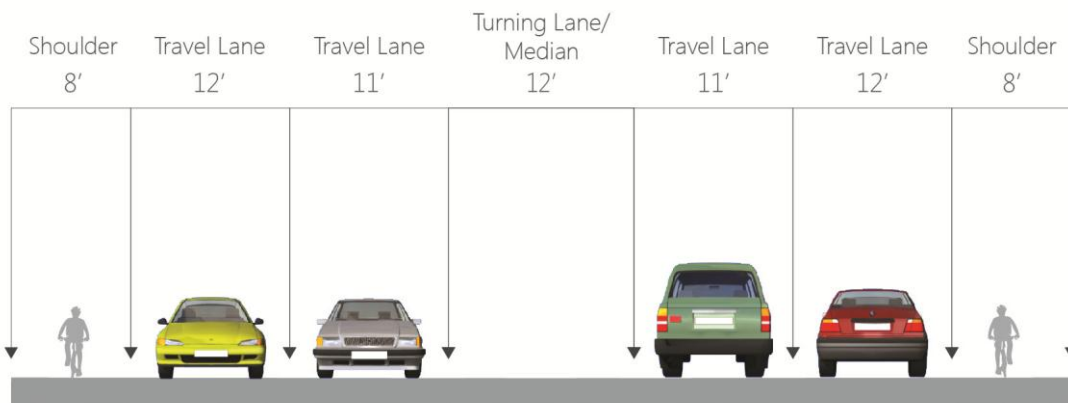 Shoulder
8’
Travel Lane
12’
Travel Lane
11’
Turning Lane/
Median
12’
Travel Lane
11’
Travel Lane
12’
Shoulder
8’